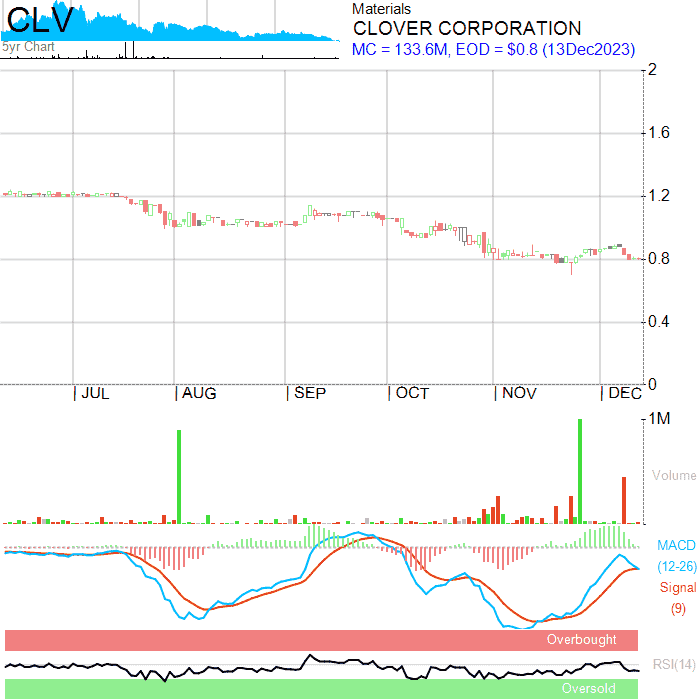 CLV
5yr Chart
Materials
CLOVER CORPORATION
MC = 133.6M, EOD = $0.8 (13Dec2023)
2
1.6
1.2
0.8
0.4
0
| JUL | AUG | SEP | OCT | NOV | DEC
1M
Volume
MACD
(12-26)
Signal
(9)
Overbought
RSI(14)
Oversold